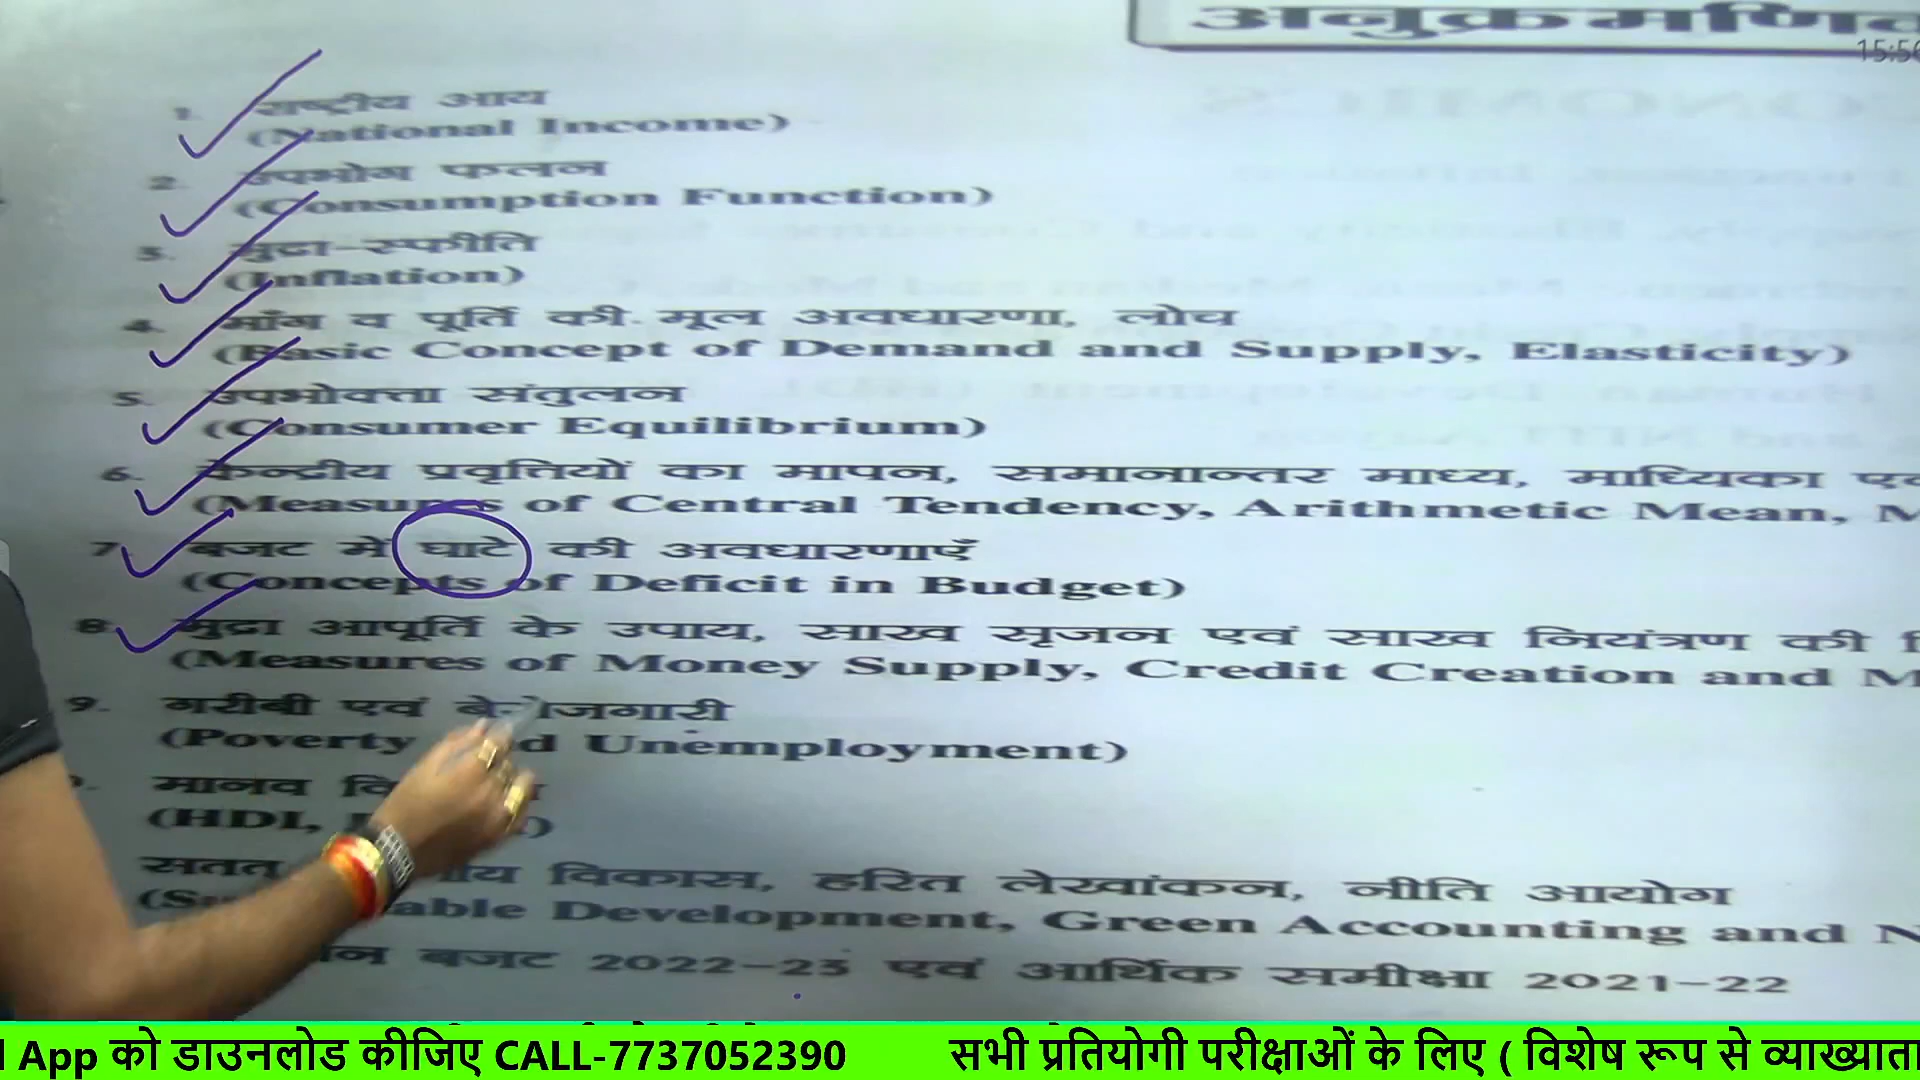 अनुक्रमणिक
15:56
1. राष्ट्रीय आय
(National Income)
2. उपभोग फलन
(Consumption Function)
3. मुद्रा-स्फीति
(Inflation)
4. माँग व पूर्ति की मूल अवधारणा, लोच
(Basic Concept of Demand and Supply, Elasticity)
5. उपभोक्ता संतुलन
(Consumer Equilibrium)
6. केन्द्रीय प्रवृत्तियों का मापन, समानान्तर माध्य, माध्यिका एव
(Measures of Central Tendency, Arithmetic Mean, M
7. बजट में घाटे की अवधारणाएँ
(Concepts of Deficit in Budget)
8. मुद्रा आपूर्ति के उपाय, साख सृजन एवं साख नियंत्रण की
(Measures of Money Supply, Credit Creation and M
9. गरीबी एवं
(Poverty Unemployment)
मानव
(HDI,
सतत विकास, हरित लेखांकन, नीति आयोग
Development, Green Accounting and N
बजट 2022-23 एवं आर्थिक समीक्षा 2021-22
App को डाउनलोड कीजिए CALL-7737052390 सभी प्रतियोगी परीक्षाओं के लिए ( विशेष रूप से व्याख्याता